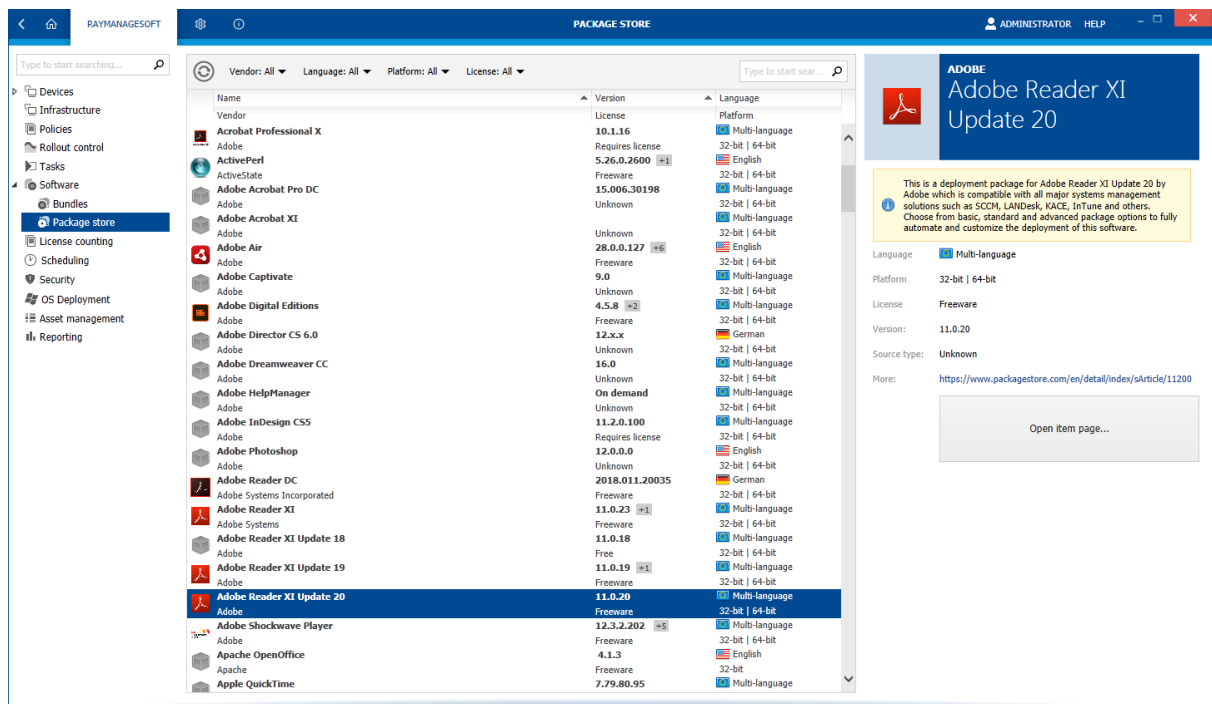 RAYMANAGESOFT
PACKAGE STORE
ADMINISTRATOR HELP
Type to start searching...
Devices
Infrastructure
Policies
Rollout control
Tasks
Software
Bundles
Package store
License counting
Scheduling
Security
OS Deployment
Asset management
Reporting
Vendor: All Language: All Platform: All License: All Type to start sear...
Name Version Language
Vendor License Platform
Acrobat Professional X 10.1.16 Multi-language
Adobe Requires license 32-bit | 64-bit
ActivePerl 5.26.0.2600 +1 English
ActiveState Freeware 32-bit | 64-bit
Adobe Acrobat Pro DC 15.006.30198 Multi-language
Adobe Unknown 32-bit | 64-bit
Adobe Acrobat XI Multi-language
Adobe Unknown 32-bit | 64-bit
Adobe Air 28.0.0.127 +6 English
Adobe Freeware 32-bit | 64-bit
Adobe Captivate 9.0 Multi-language
Adobe Unknown 32-bit | 64-bit
Adobe Digital Editions 4.5.8 +2 Multi-language
Adobe Freeware 32-bit | 64-bit
Adobe Director CS 6.0 12.x.x German
Adobe Unknown 32-bit | 64-bit
Adobe Dreamweaver CC 16.0 Multi-language
Adobe Unknown 32-bit | 64-bit
Adobe HelpManager On demand Multi-language
Adobe Unknown 32-bit | 64-bit
Adobe InDesign CS5 11.2.0.100 Multi-language
Adobe Requires license 32-bit | 64-bit
Adobe Photoshop 12.0.0.0 English
Adobe Unknown 32-bit | 64-bit
Adobe Reader DC 2018.011.20035 German
Adobe Systems Incorporated Freeware 32-bit | 64-bit
Adobe Reader XI 11.0.23 +1 Multi-language
Adobe Systems Freeware 32-bit | 64-bit
Adobe Reader XI Update 18 11.0.18 Multi-language
Adobe Free 32-bit | 64-bit
Adobe Reader XI Update 19 11.0.19 +1 Multi-language
Adobe Freeware 32-bit | 64-bit
Adobe Reader XI Update 20 11.0.20 Multi-language
Adobe Freeware 32-bit | 64-bit
Adobe Shockwave Player 12.3.2.202 +5 Multi-language
Adobe Freeware 32-bit | 64-bit
Apache OpenOffice 4.1.3 English
Apache Freeware 32-bit
Apple QuickTime 7.79.80.95 Multi-language
ADOBE
Adobe Reader XI
Update 20
This is a deployment package for Adobe Reader XI Update 20 by
Adobe which is compatible with all major systems management
solutions such as SCCM, LANDesk, KACE, InTune and others.
Choose from basic, standard and advanced package options to fully
automate and customize the deployment of this software.
Language Multi-language
Platform 32-bit | 64-bit
License Freeware
Version: 11.0.20
Source type: Unknown
More: https://www.packagestore.com/en/detail/index/sArticle/11200
Open item page...